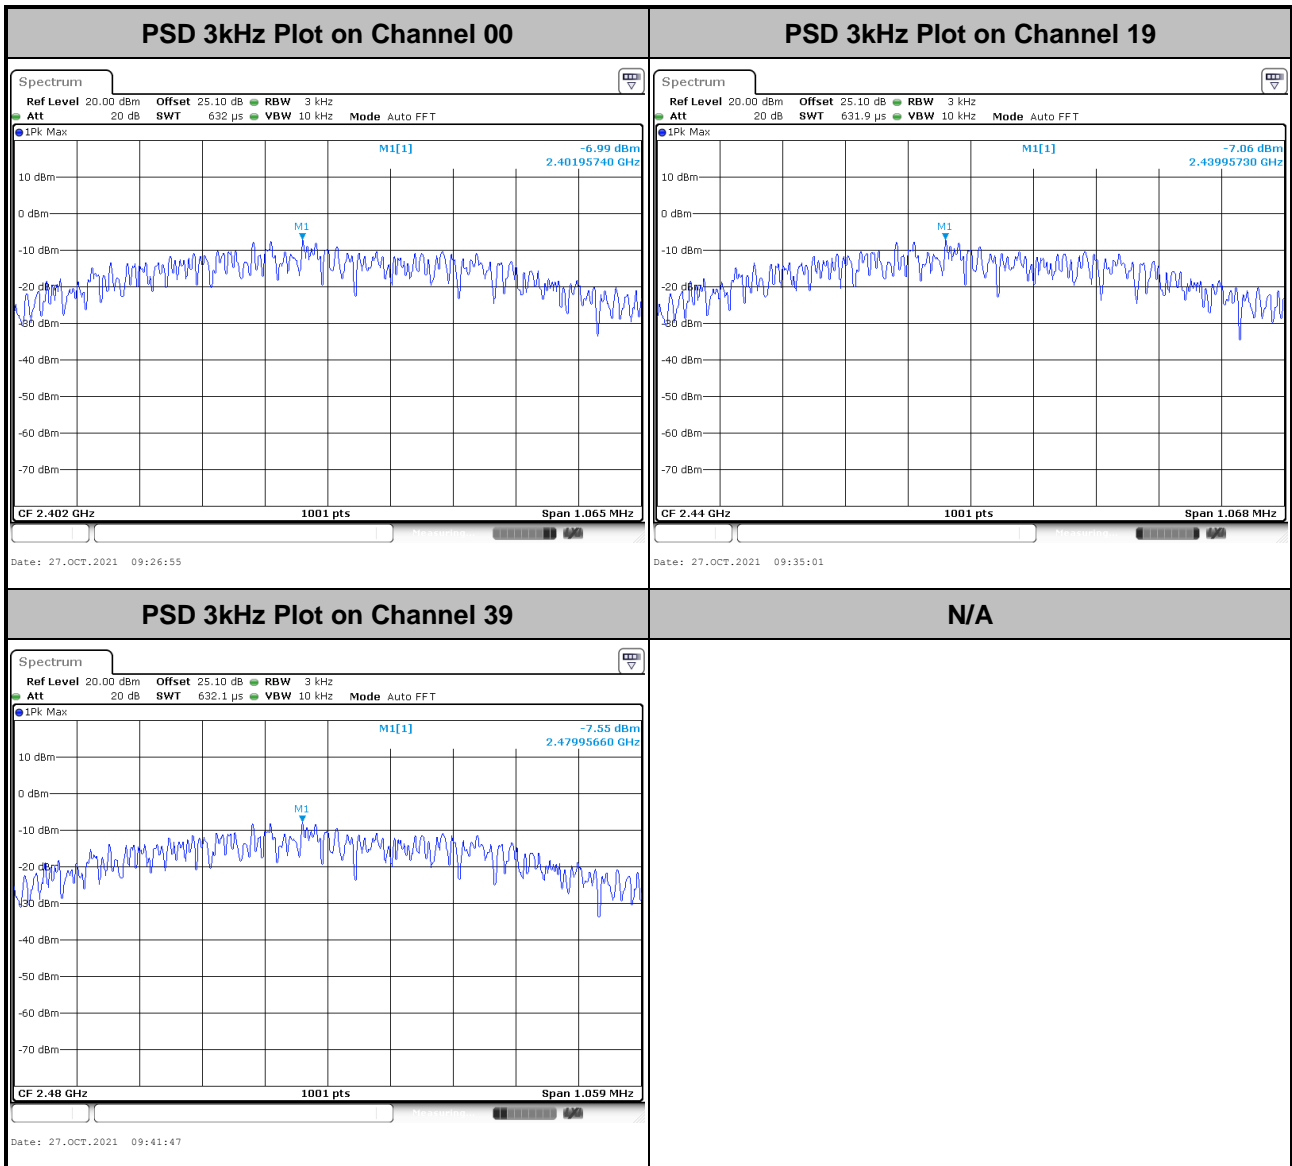 PSD 3kHz Plot on Channel 00
PSD 3kHz Plot on Channel 19
Spectrum
Ref Level 20.00 dBm Offset 25.10 dB RBW 3 kHz
Att 20 dB SWT 632 µs VBW 10 kHz Mode Auto FFT
1Pk Max
M1[1] -6.99 dBm
2.40195740 GHz
10 dBm
0 dBm
M1
-10 dBm
-20 dBm
-30 dBm
-40 dBm
-50 dBm
-60 dBm
-70 dBm
CF 2.402 GHz 1001 pts Span 1.065 MHz
Measuring...
Date: 27.OCT.2021 09:26:55
Spectrum
Ref Level 20.00 dBm Offset 25.10 dB RBW 3 kHz
Att 20 dB SWT 631.9 µs VBW 10 kHz Mode Auto FFT
1Pk Max
M1[1] -7.06 dBm
2.43995730 GHz
10 dBm
0 dBm
M1
-10 dBm
-20 dBm
-30 dBm
-40 dBm
-50 dBm
-60 dBm
-70 dBm
CF 2.44 GHz 1001 pts Span 1.068 MHz
Measuring...
Date: 27.OCT.2021 09:35:01
PSD 3kHz Plot on Channel 39
N/A
Spectrum
Ref Level 20.00 dBm Offset 25.10 dB RBW 3 kHz
Att 20 dB SWT 632.1 µs VBW 10 kHz Mode Auto FFT
1Pk Max
M1[1] -7.55 dBm
2.47995660 GHz
10 dBm
0 dBm
M1
-10 dBm
-20 dBm
-30 dBm
-40 dBm
-50 dBm
-60 dBm
-70 dBm
CF 2.48 GHz 1001 pts Span 1.059 MHz
Measuring...
Date: 27.OCT.2021 09:41:47